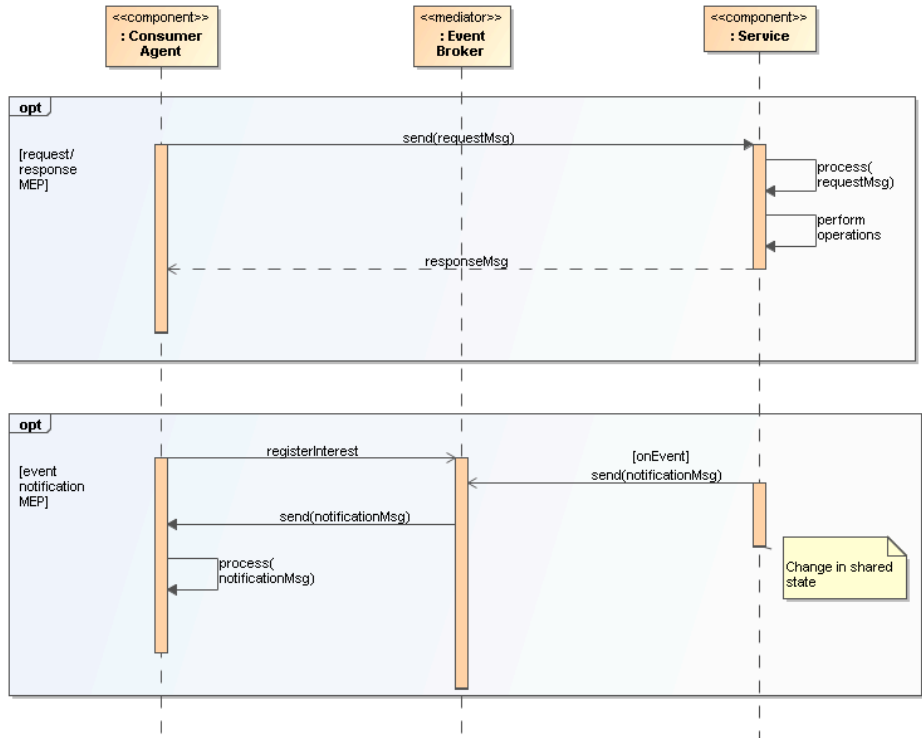 <<component>>
: Consumer
Agent
<<mediator>>
: Event
Broker
<<component>>
: Service
opt
[request/
response
MEP]
send(requestMsg)
process(
requestMsg)
perform
operations
responseMsg
opt
[event
notification
MEP]
registerInterest
[onEvent]
send(notificationMsg)
send(notificationMsg)
process(
notificationMsg)
Change in shared
state